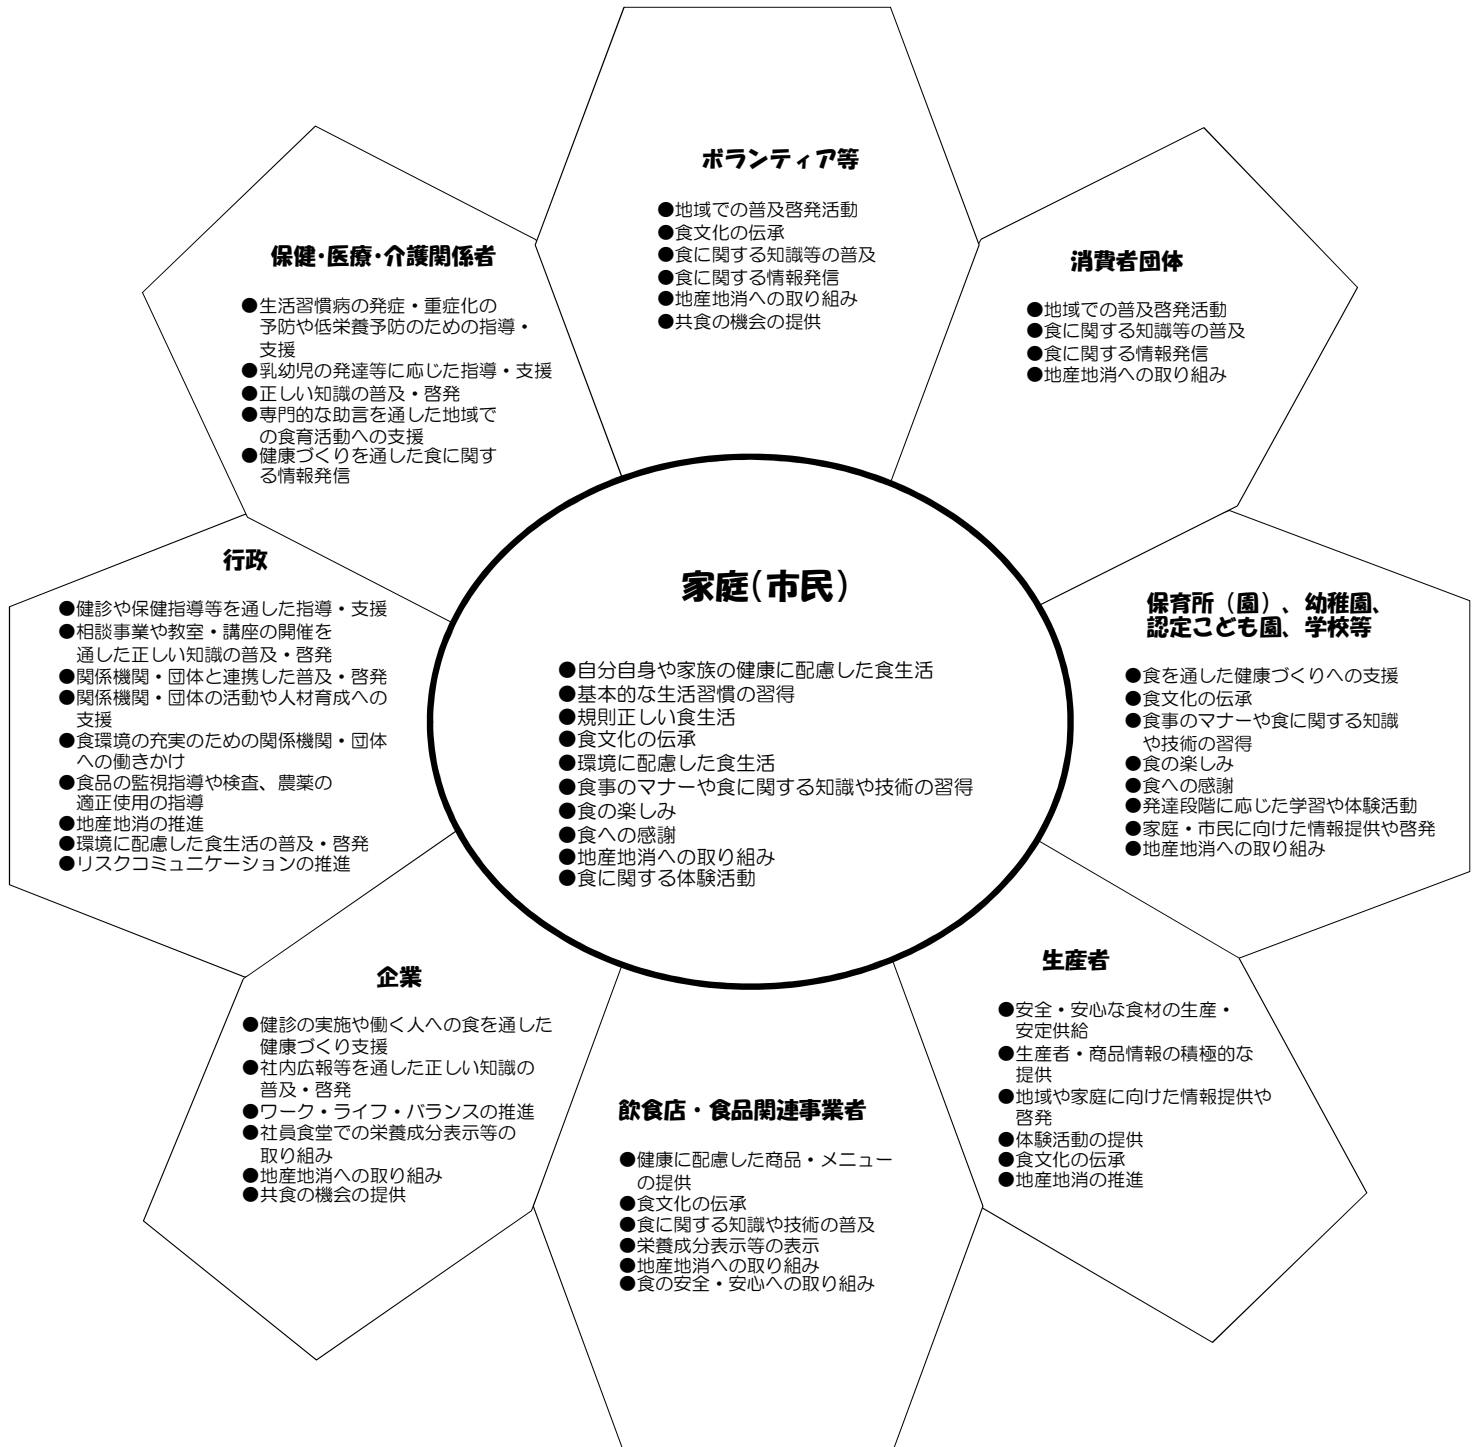 ボランティア等
●地域での普及啓発活動
●食文化の伝承
●食に関する知識等の普及
●食に関する情報発信
●地産地消への取り組み
●共食の機会の提供
消費者団体
●地域での普及啓発活動
●食に関する知識等の普及
●食に関する情報発信
●地産地消への取り組み
保健・医療・介護関係者
●生活習慣病の発症・重症化の
予防や低栄養予防のための指導・
支援
●乳幼児の発達等に応じた指導・支援
●正しい知識の普及・啓発
●専門的な助言を通した地域で
の食育活動への支援
●健康づくりを通した食に関す
る情報発信
行政
●健診や保健指導等を通した指導・支援
●相談事業や教室・講座の開催を
通した正しい知識の普及・啓発
●関係機関・団体と連携した普及・啓発
●関係機関・団体の活動や人材育成への
支援
●食環境の充実のための関係機関・団体
への働きかけ
●食品の監視指導や検査、農薬の
適正使用の指導
●地産地消の推進
●環境に配慮した食生活の普及・啓発
●リスクコミュニケーションの推進
家庭(市民)
●自分自身や家族の健康に配慮した食生活
●基本的な生活習慣の習得
●規則正しい食生活
●食文化の伝承
●環境に配慮した食生活
●食事のマナーや食に関する知識や技術の習得
●食の楽しみ
●食への感謝
●地産地消への取り組み
●食に関する体験活動
保育所（園）、幼稚園、
認定こども園、学校等
●食を通した健康づくりへの支援
●食文化の伝承
●食事のマナーや食に関する知識
や技術の習得
●食の楽しみ
●食への感謝
●発達段階に応じた学習や体験活動
●家庭・市民に向けた情報提供や啓発
●地産地消への取り組み
企業
●健診の実施や働く人への食を通した
健康づくり支援
●社内広報等を通した正しい知識の
普及・啓発
●ワーク・ライフ・バランスの推進
●社員食堂での栄養成分表示等の
取り組み
●地産地消への取り組み
●共食の機会の提供
飲食店・食品関連事業者
●健康に配慮した商品・メニュー
の提供
●食文化の伝承
●食に関する知識や技術の普及
●栄養成分表示等の表示
●地産地消への取り組み
●食の安全・安心への取り組み
生産者
●安全・安心な食材の生産・
安定供給
●生産者・商品情報の積極的な
提供
●地域や家庭に向けた情報提供や
啓発
●体験活動の提供
●食文化の伝承
●地産地消の推進